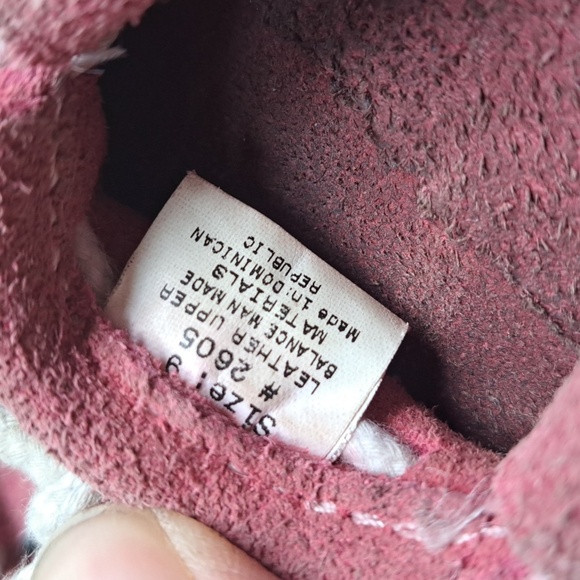 Size: 9
# 2605
LEATHER UPPER
BALANCE MAN MADE
MATERIALS
Made in: DOMINICAN
REPUBLIC